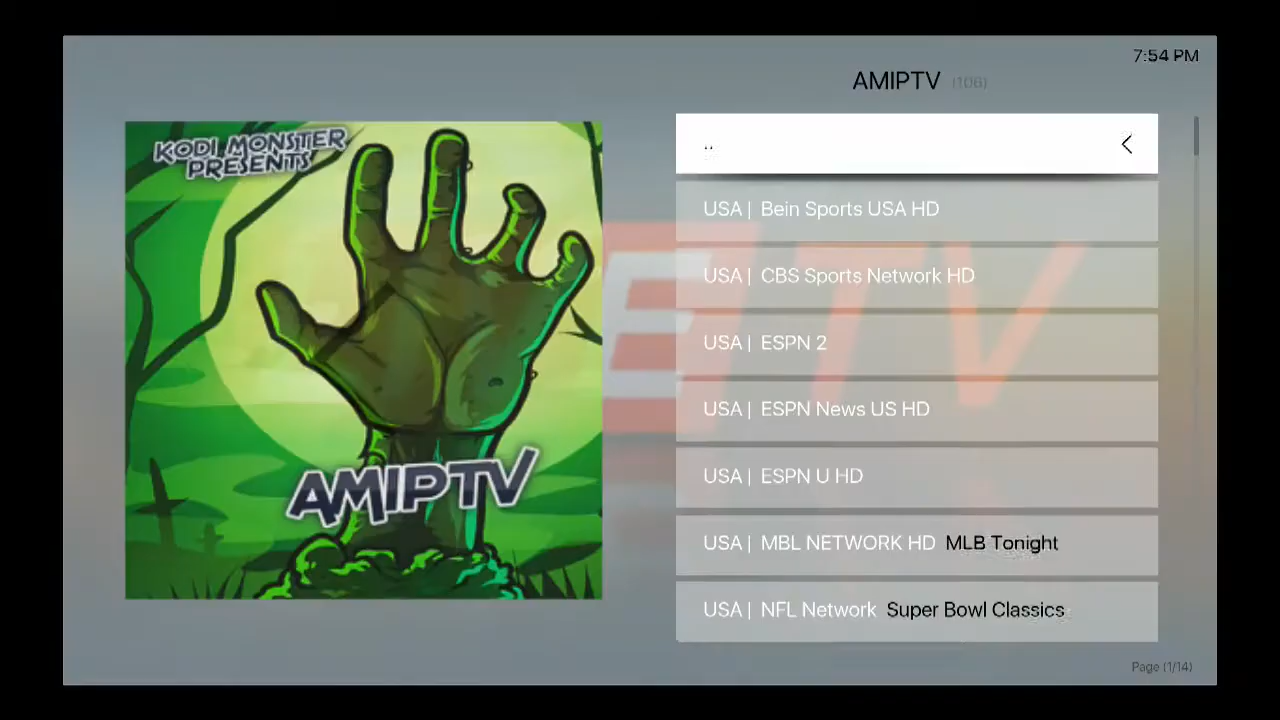 7:54 PM
AMIPTV (106)
KODI MONSTER
PRESENTS
AMIPTV
ETV
..
USA | Bein Sports USA HD
USA | CBS Sports Network HD
USA | ESPN 2
USA | ESPN News US HD
USA | ESPN U HD
USA | MBL NETWORK HD MLB Tonight
USA | NFL Network Super Bowl Classics
Page (1/14)